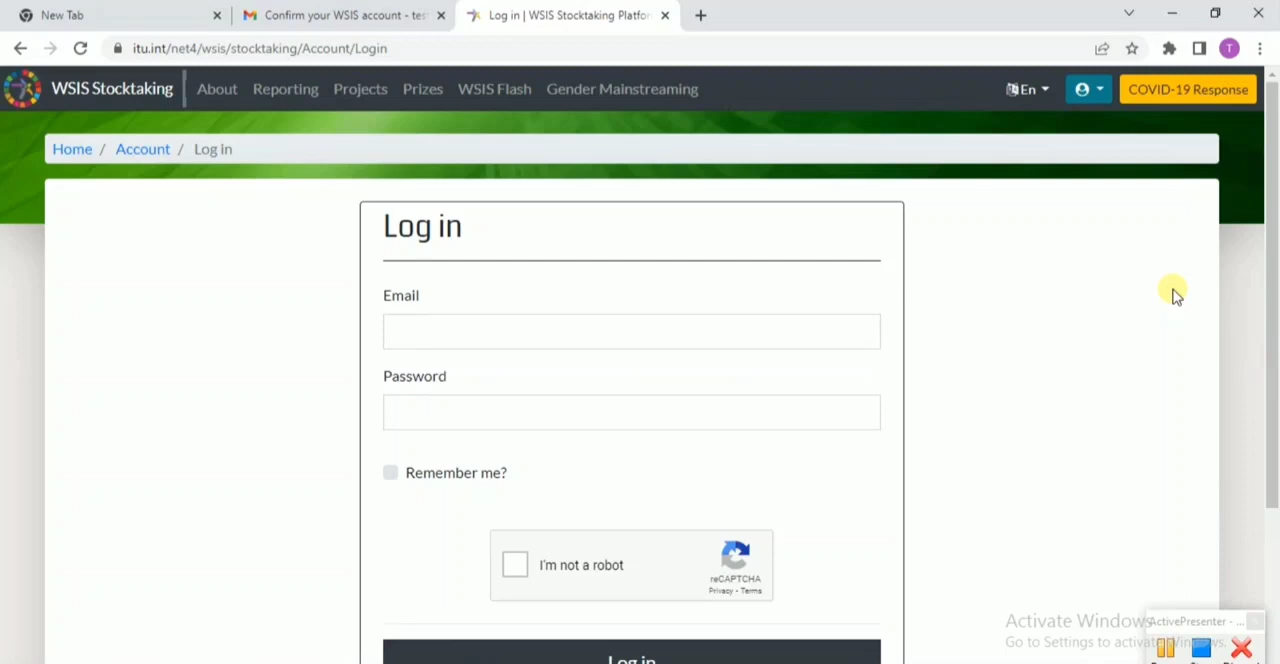 New Tab
Confirm your WSIS account - tes
Log in | WSIS Stocktaking Platfor
itu.int/net4/wsis/stocktaking/Account/Login
T
WSIS Stocktaking
About
Reporting
Projects
Prizes
WSIS Flash
Gender Mainstreaming
En
COVID-19 Response
Home / Account / Log in
Log in
Email
Password
Remember me?
I'm not a robot
reCAPTCHA
Privacy - Terms
Log in
Activate Windows
Go to Settings to activate Windows.
ActivePresenter - ...